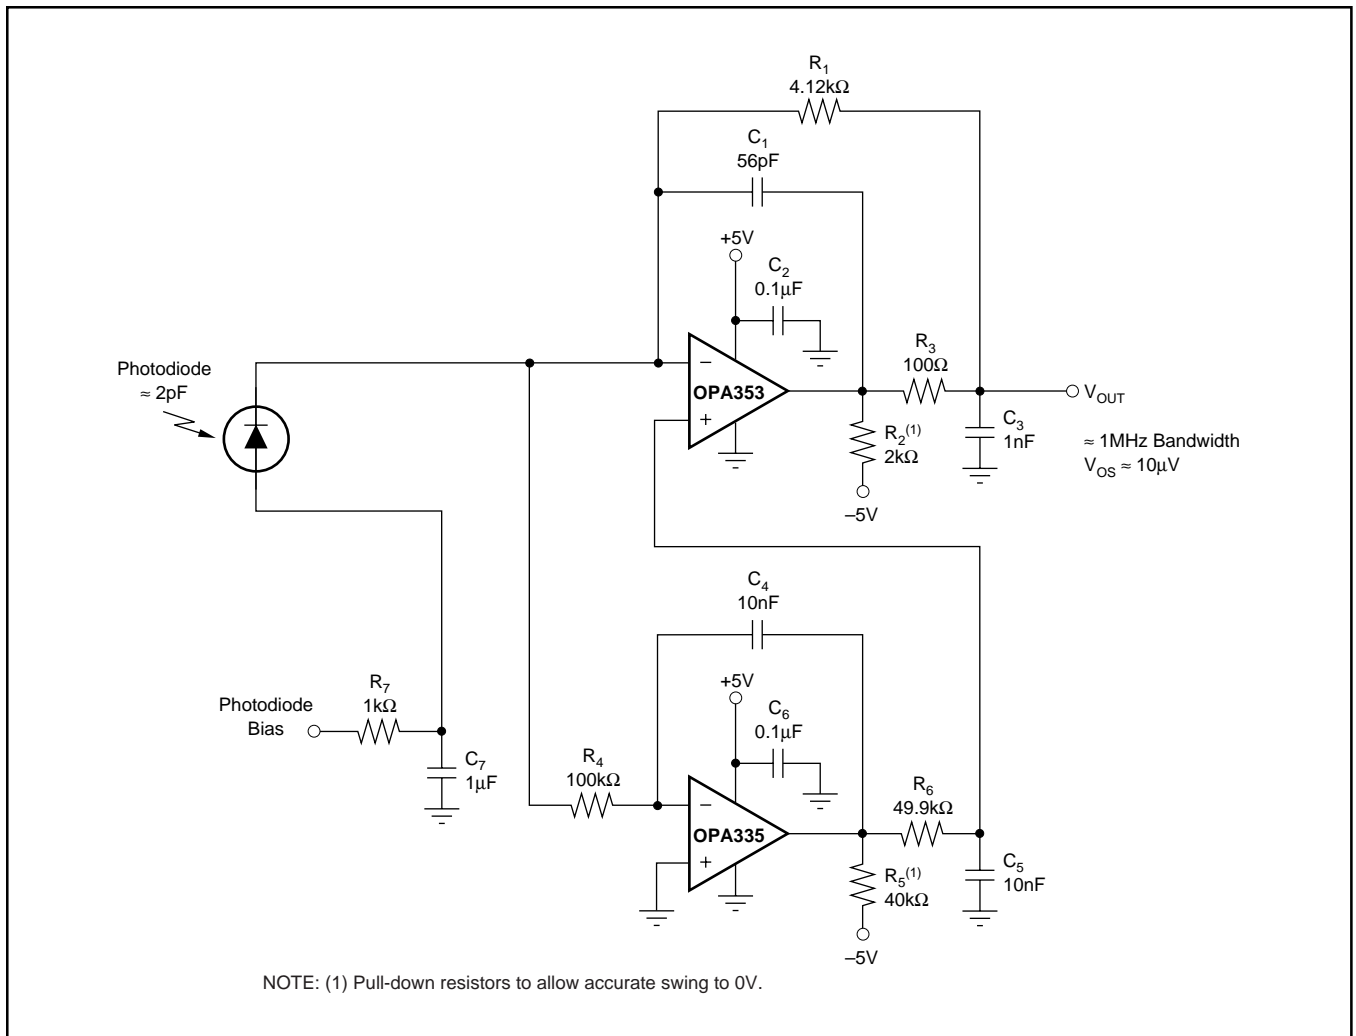 R1
4.12kΩ
C1
56pF
+5V
C2
0.1µF
Photodiode
≈ 2pF
−
OPA353
+
R3
100Ω
VOUT
R2(1)
2kΩ
–5V
C3
1nF
≈ 1MHz Bandwidth
VOS ≈ 10µV
C4
10nF
+5V
C6
0.1µF
Photodiode
Bias
R7
1kΩ
C7
1µF
R4
100kΩ
−
OPA335
+
R6
49.9kΩ
R5(1)
40kΩ
–5V
C5
10nF
NOTE: (1) Pull-down resistors to allow accurate swing to 0V.